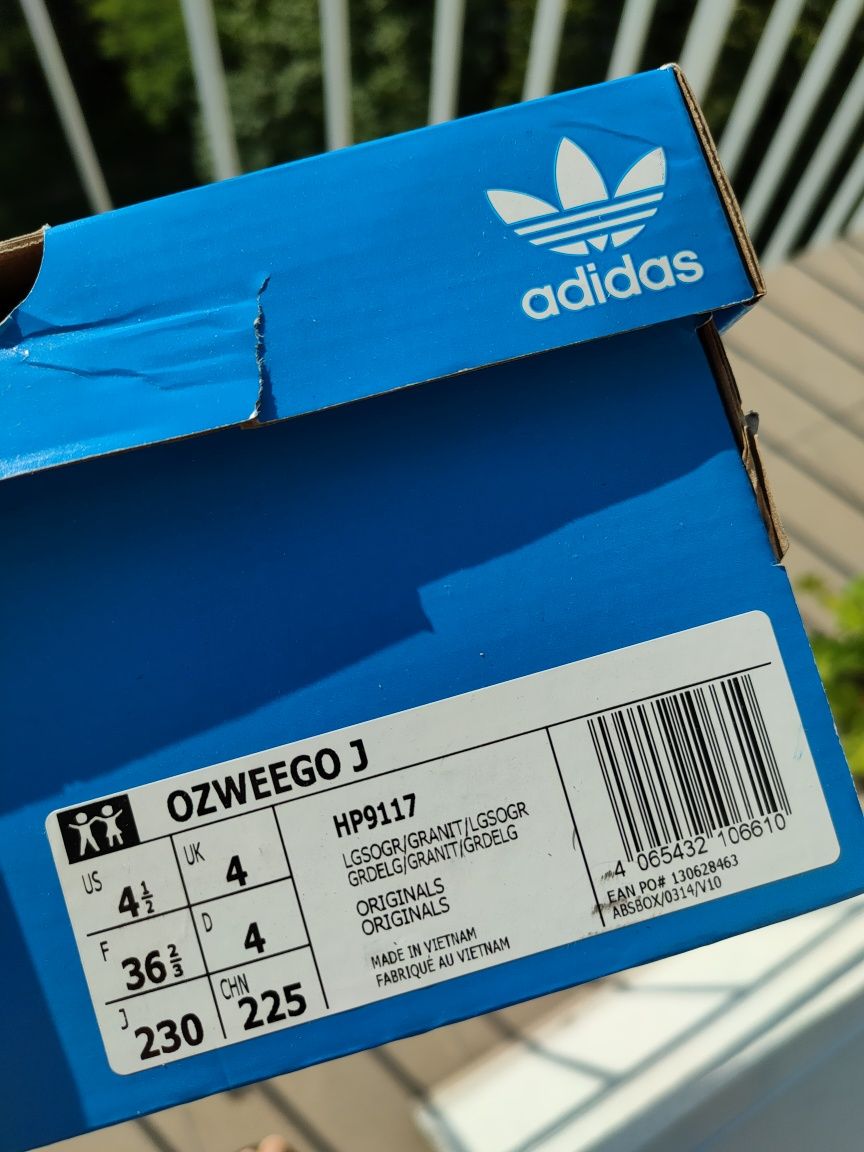 adidas
OZWEEGO J
US 4½
UK 4
F 36⅔
D 4
J 230
CHN 225
HP9117
LGSOGR/GRANIT/LGSOGR
GRDELG/GRANIT/GRDELG
ORIGINALS
ORIGINALS
MADE IN VIETNAM
FABRIQUÉ AU VIETNAM
4 065432 106610
EAN PO# 130628463
ABSBOX/0314/V10